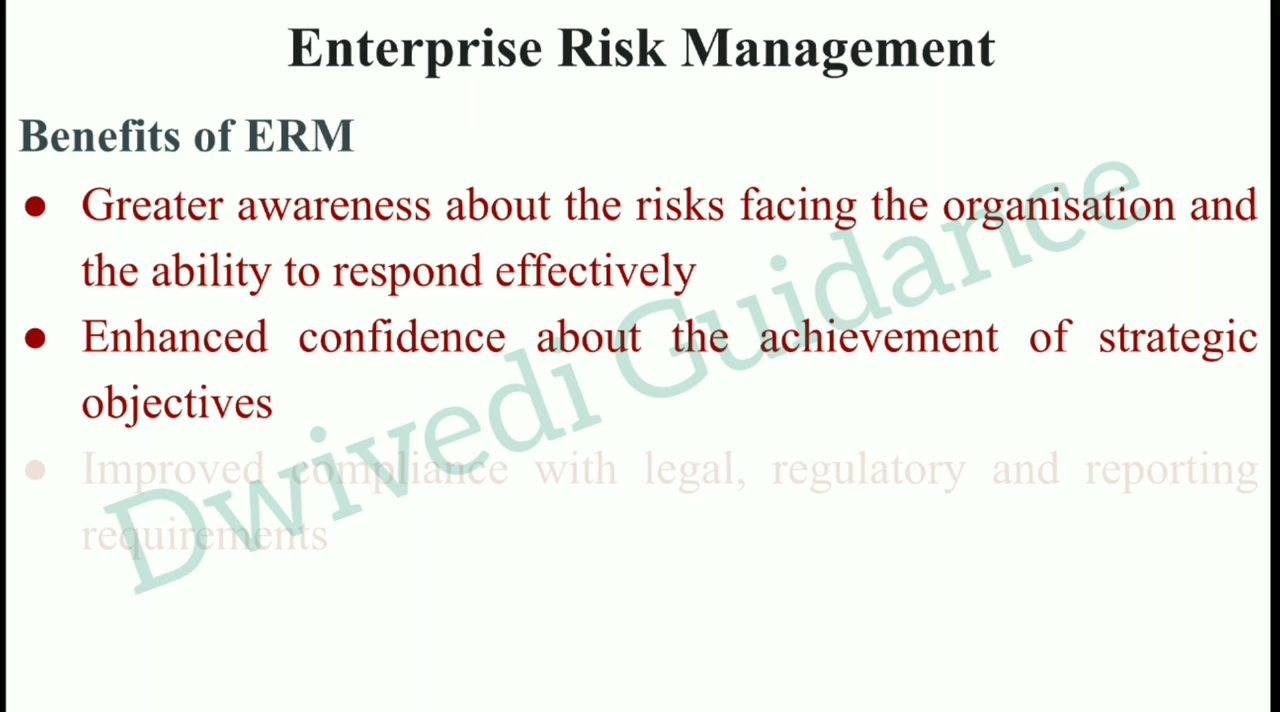 Enterprise Risk Management
Benefits of ERM
● Greater awareness about the risks facing the organisation and
the ability to respond effectively
● Enhanced confidence about the achievement of strategic
objectives
● Improved compliance with legal, regulatory and reporting
requirements
Dwivedi Guidance